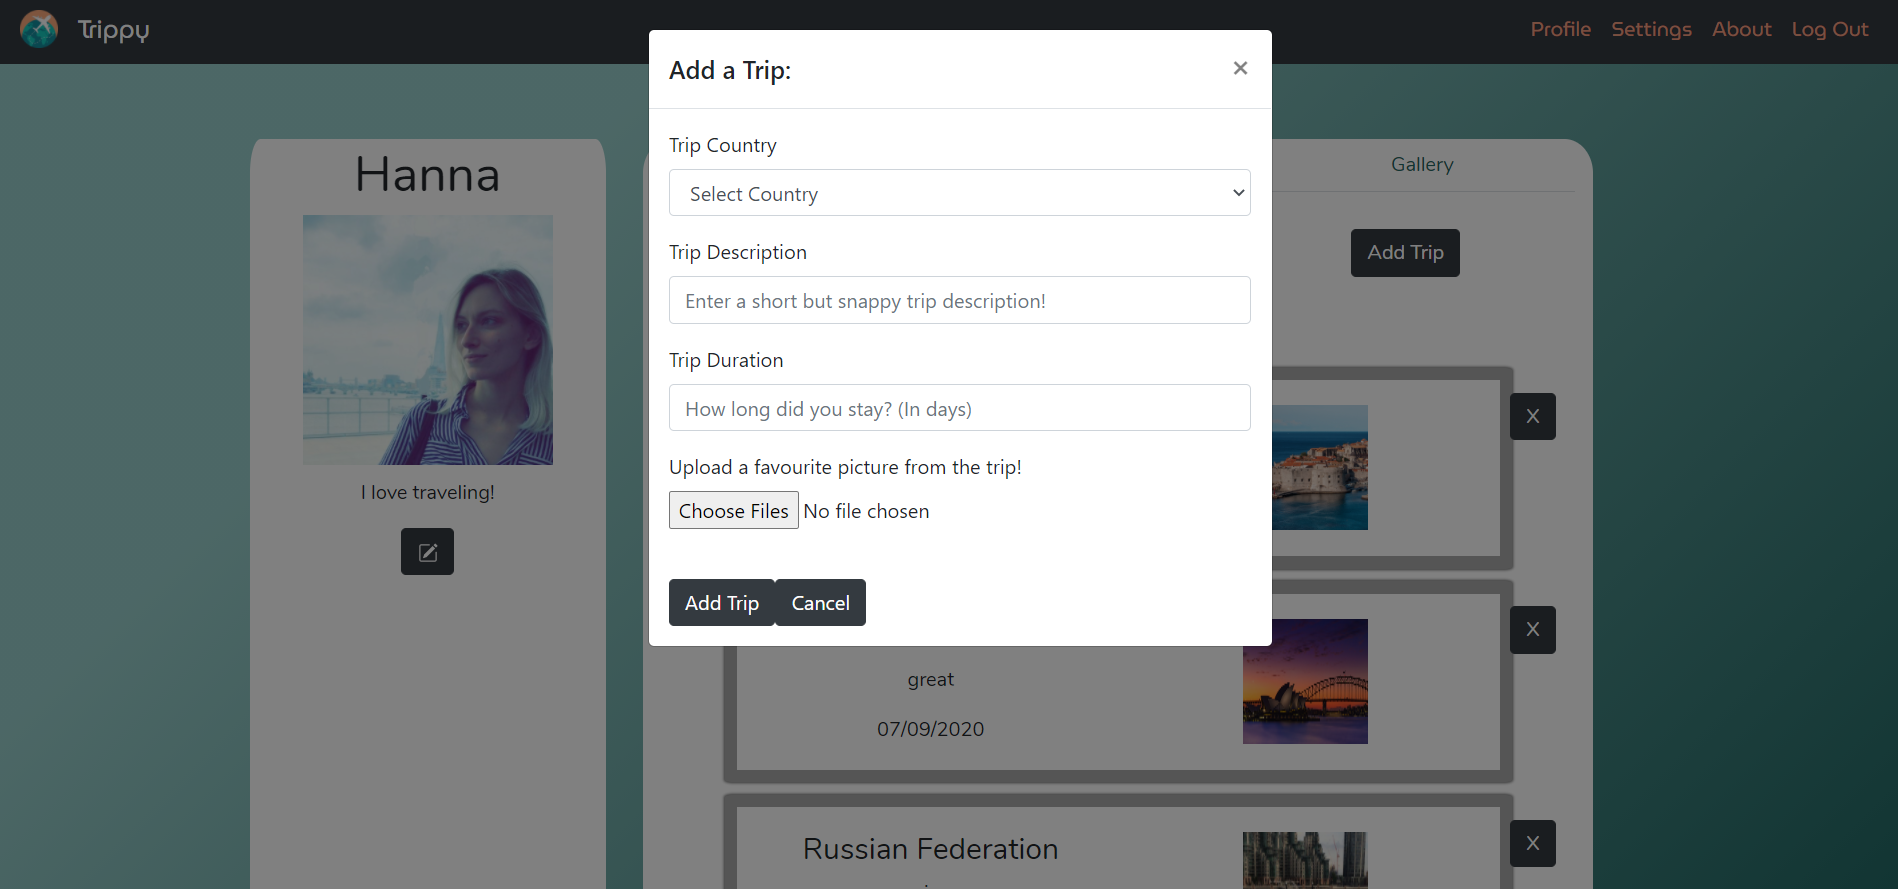 Trippy
Profile Settings About Log Out
Add a Trip:
×
Trip Country
Select Country
Trip Description
Enter a short but snappy trip description!
Trip Duration
How long did you stay? (In days)
Upload a favourite picture from the trip!
Choose Files No file chosen
Add Trip Cancel
Hanna
I love traveling!
Gallery
Add Trip
X
great
07/09/2020
X
Russian Federation
X